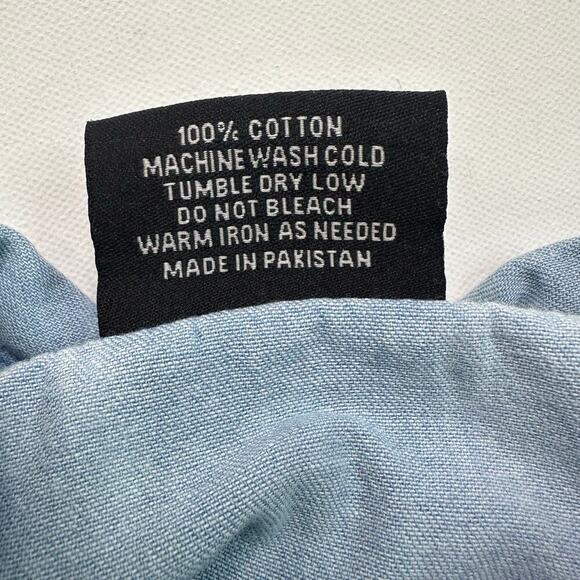 100% COTTON
MACHINE WASH COLD
TUMBLE DRY LOW
DO NOT BLEACH
WARM IRON AS NEEDED
MADE IN PAKISTAN